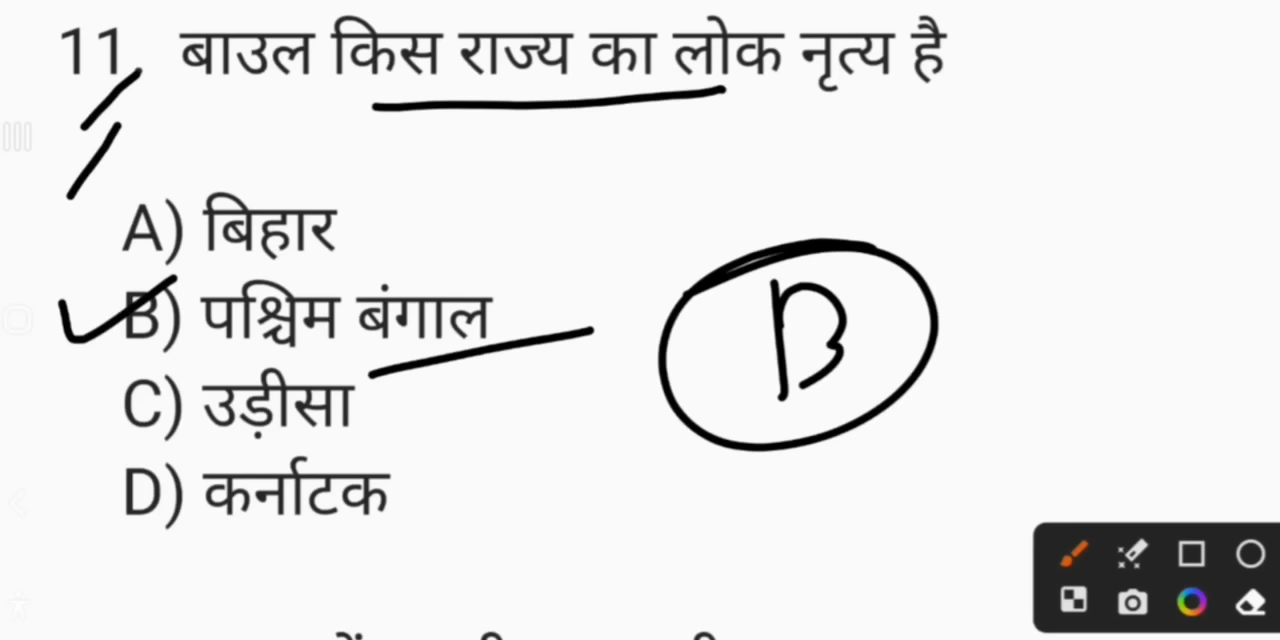 11. बाउल किस राज्य का लोक नृत्य है
A) बिहार
B) पश्चिम बंगाल
B
C) उड़ीसा
D) कर्नाटक